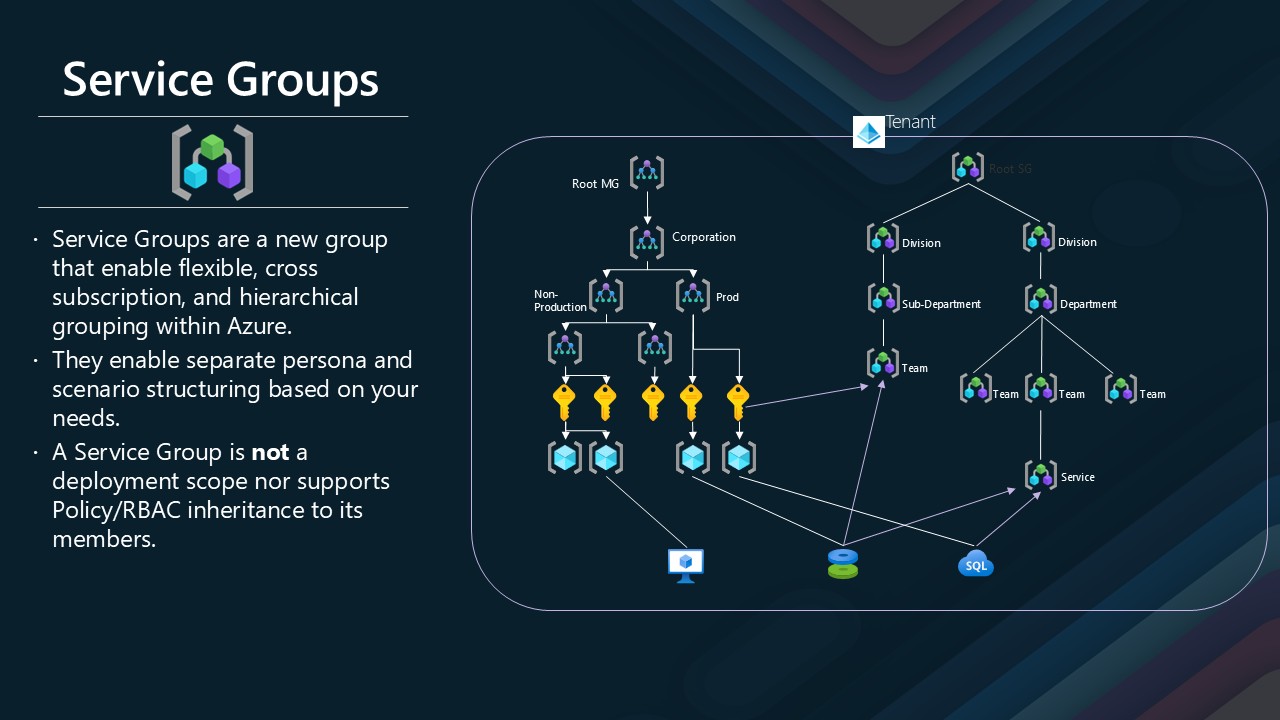 Service Groups
· Service Groups are a new group
that enable flexible, cross
subscription, and hierarchical
grouping within Azure.
· They enable separate persona and
scenario structuring based on your
needs.
· A Service Group is not a
deployment scope nor supports
Policy/RBAC inheritance to its
members.
Tenant
Root MG
Root SG
Corporation
Division
Division
Non-
Production
Prod
Sub-Department
Department
Team
Team
Team
Team
Service
SQL